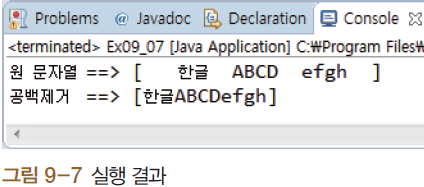 Problems @ Javadoc Declaration Console
<terminated> Ex09_07 [Java Application] C:₩Program Files₩
원 문자열 ==> [   한글  ABCD  efgh  ]
공백제거 ==> [한글ABCDefgh]
그림 9-7 실행 결과